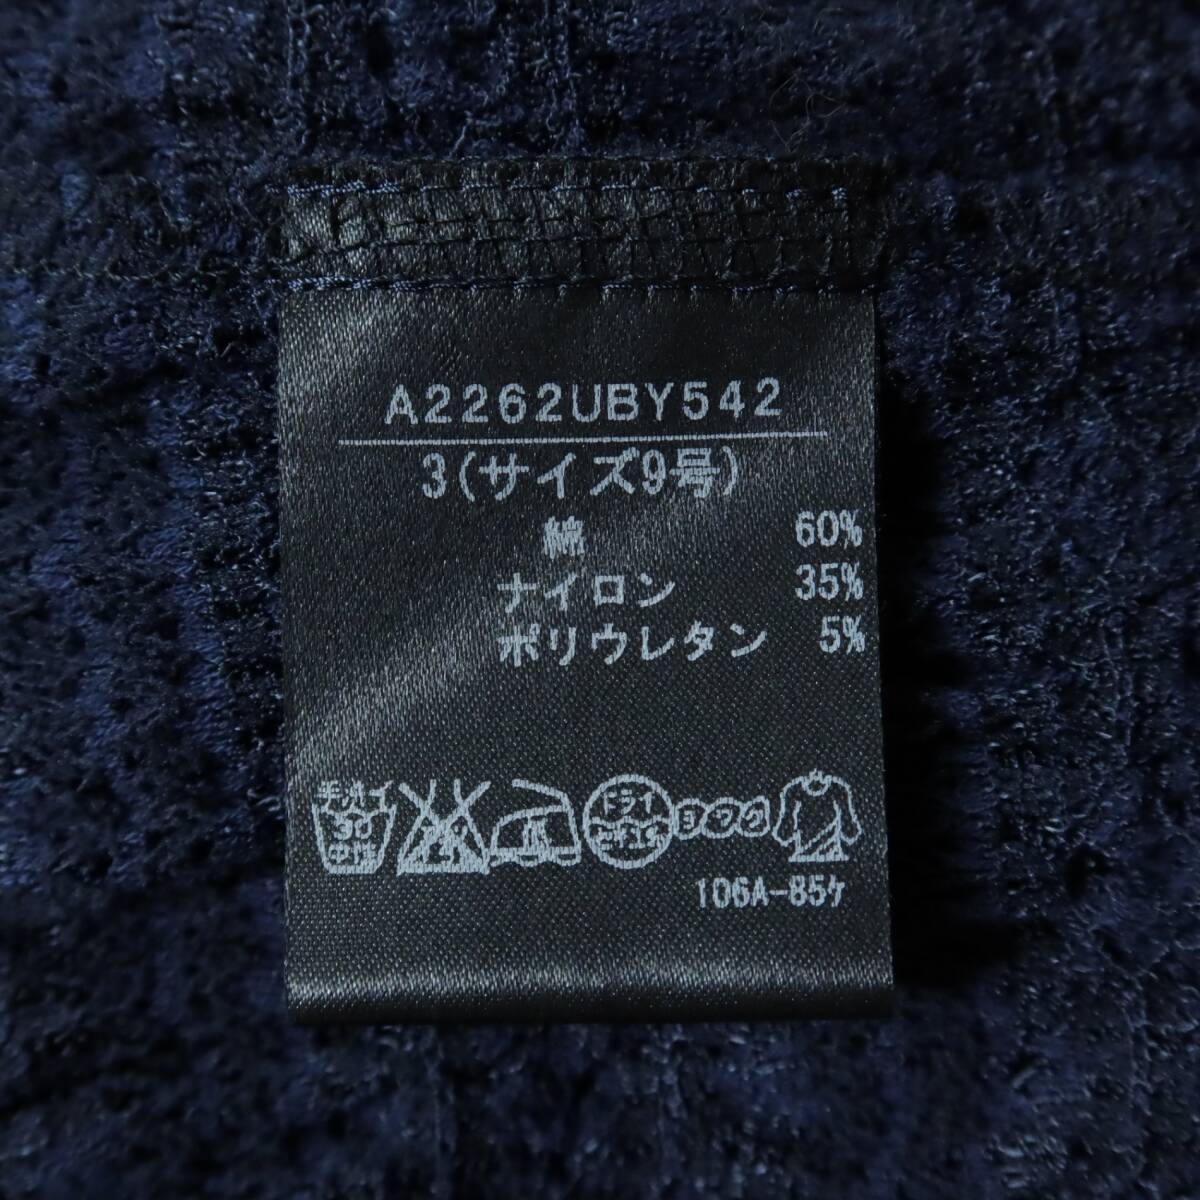 A2262UBY542
3(サイズ9号)
綿 60%
ナイロン 35%
ポリウレタン 5%
手洗イ 30 中性
ドライ セキユ系
ヨワク
106A-85ケ